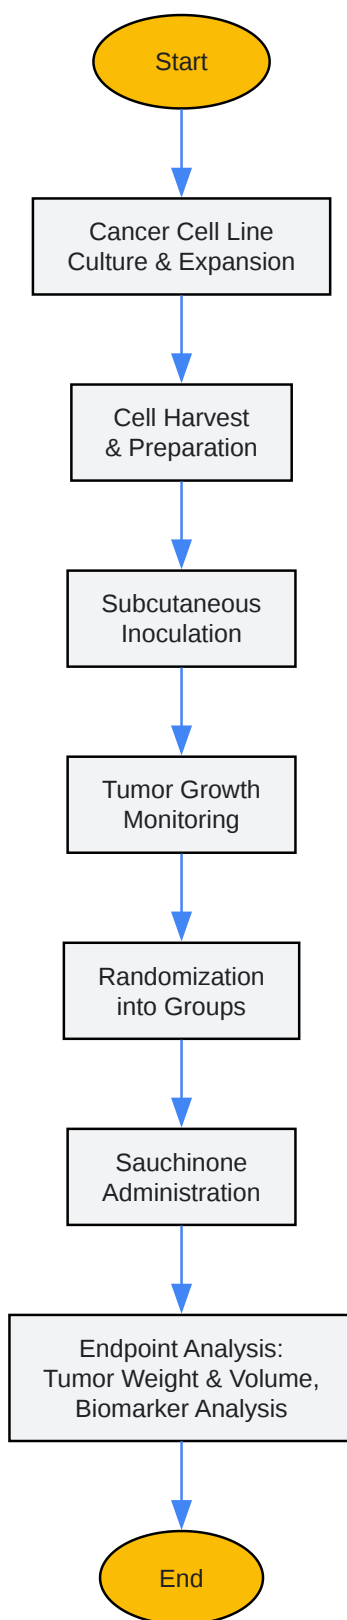 Start
Cancer Cell Line
Culture & Expansion
Cell Harvest
& Preparation
Subcutaneous
Inoculation
Tumor Growth
Monitoring
Randomization
into Groups
Sauchinone
Administration
Endpoint Analysis:
Tumor Weight & Volume,
Biomarker Analysis
End